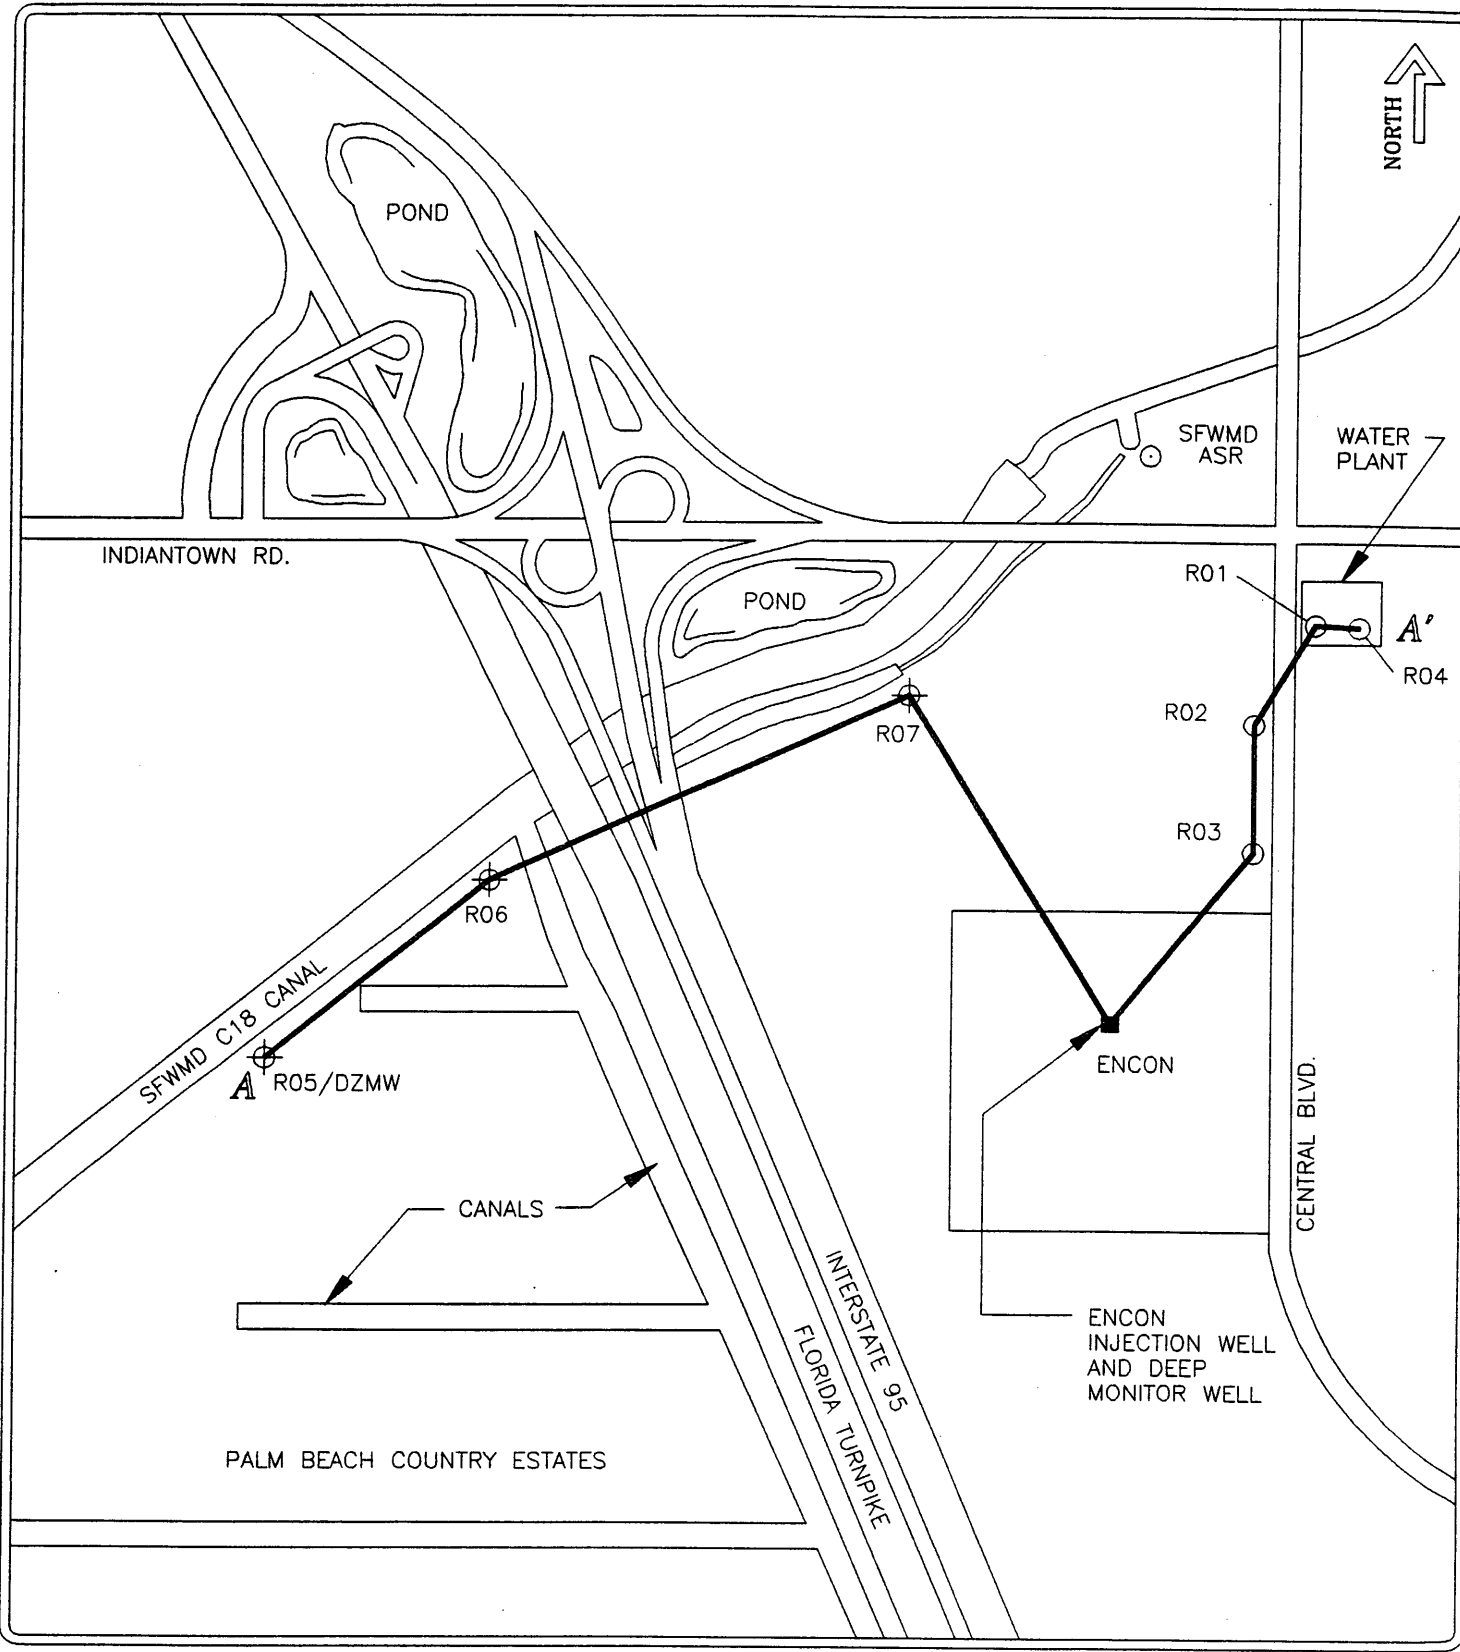 NORTH
POND
SFWMD
ASR
WATER
PLANT
INDIANTOWN RD.
R01
POND
A'
R04
R02
R07
R03
R06
SFWMD C18 CANAL
ENCON
A
R05/DZMW
CENTRAL BLVD.
CANALS
INTERSTATE 95
FLORIDA TURNPIKE
ENCON
INJECTION WELL
AND DEEP
MONITOR WELL
PALM BEACH COUNTRY ESTATES